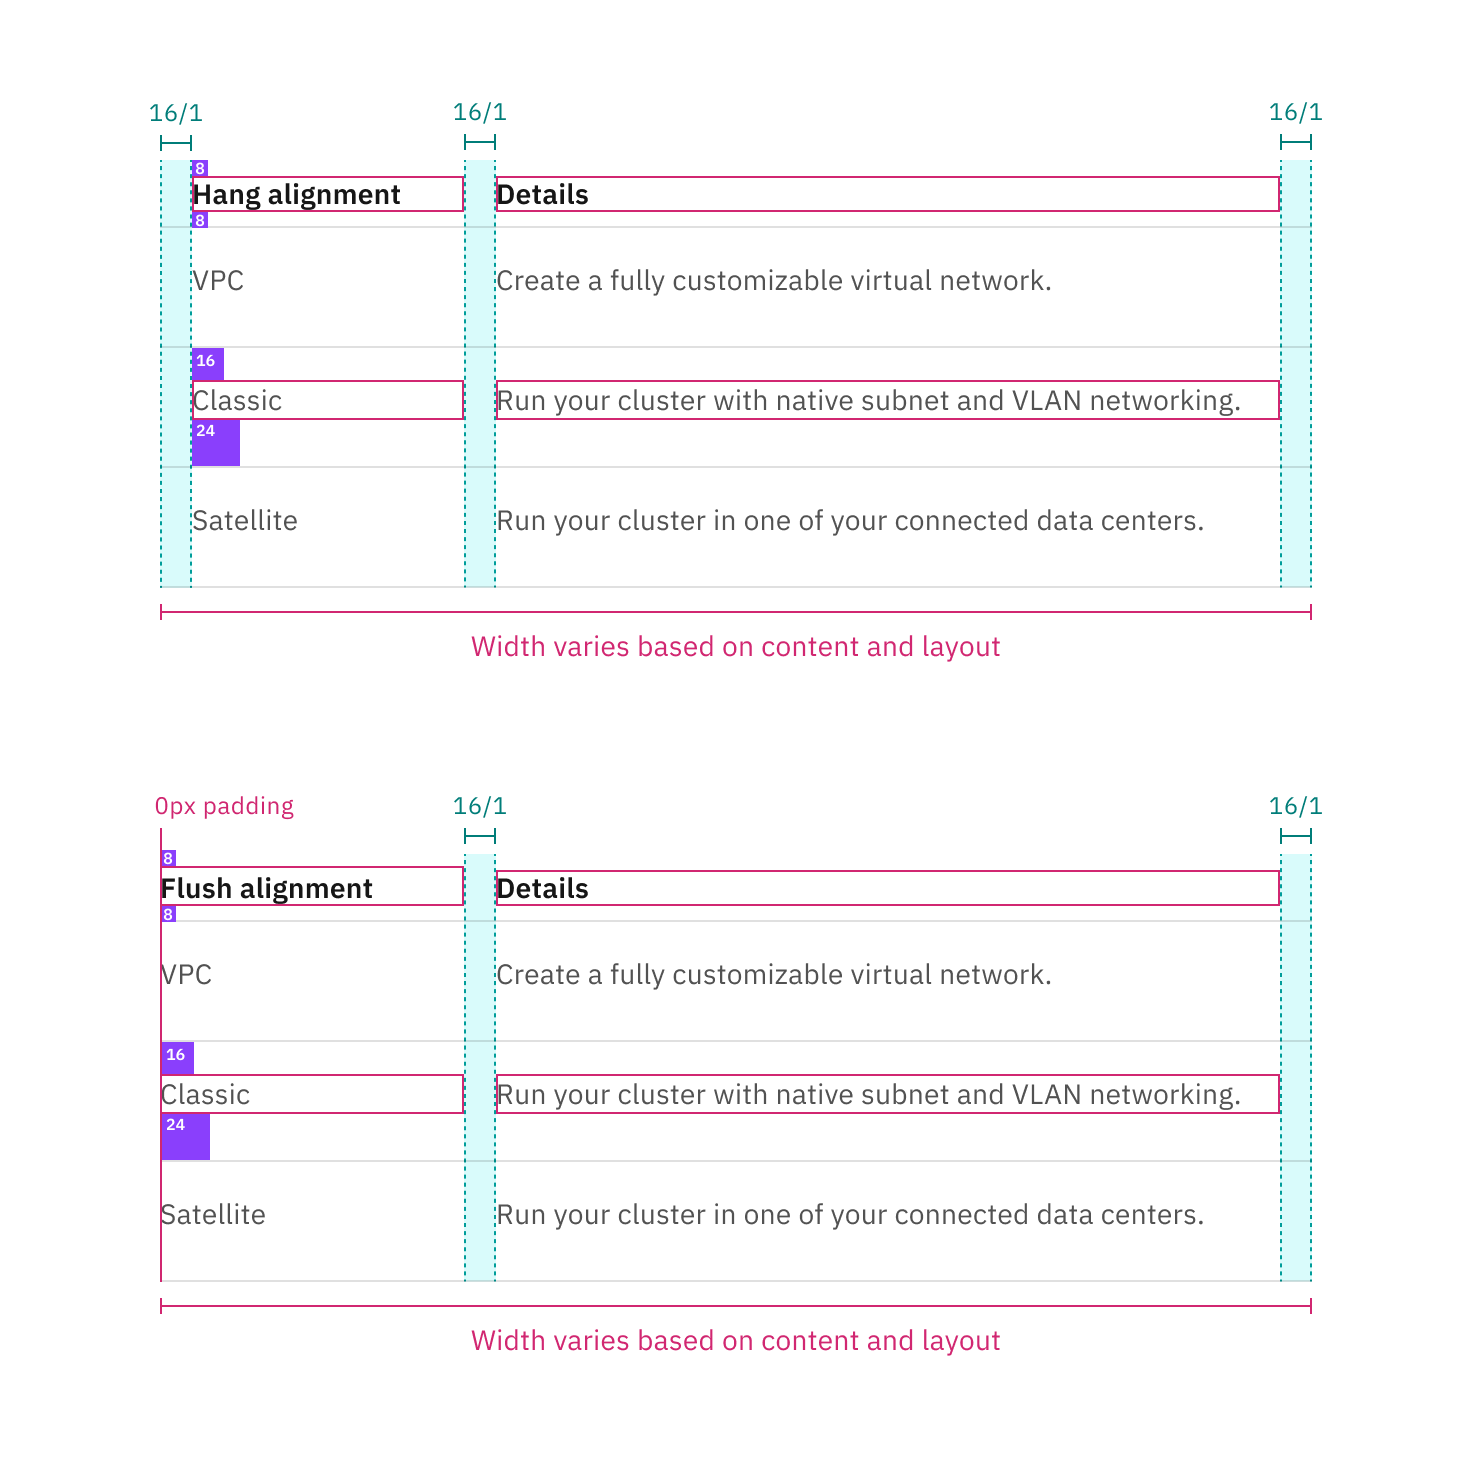 16/1 16/1 16/1
8
Hang alignment Details
8
VPC Create a fully customizable virtual network.
16
Classic Run your cluster with native subnet and VLAN networking.
24
Satellite Run your cluster in one of your connected data centers.
Width varies based on content and layout
0px padding 16/1 16/1
8
Flush alignment Details
8
VPC Create a fully customizable virtual network.
16
Classic Run your cluster with native subnet and VLAN networking.
24
Satellite Run your cluster in one of your connected data centers.
Width varies based on content and layout